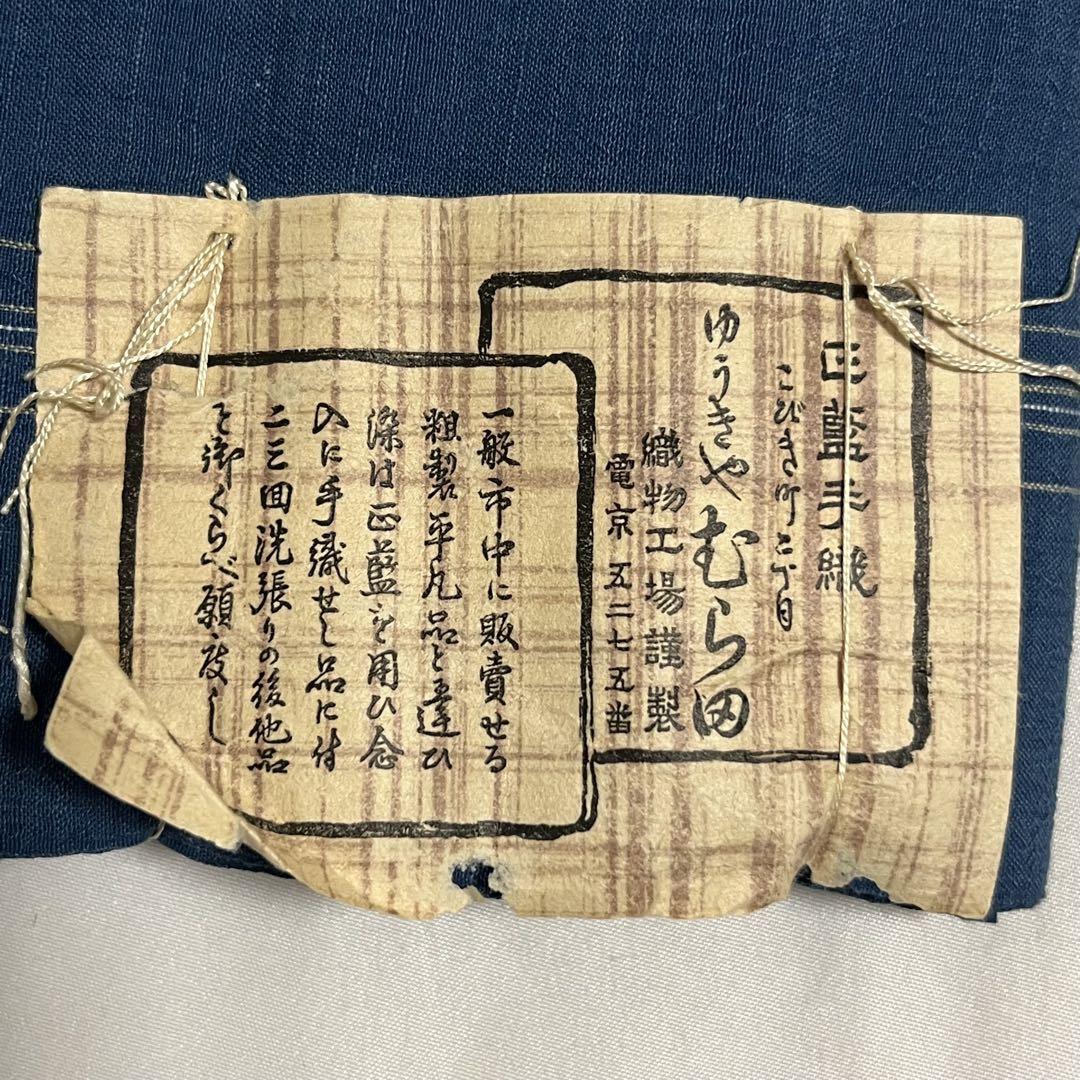 正藍手織
こびき町二丁目
ゆうきやむら田
織物工場謹製
電京五二七五番
一般市中に販賣せる
粗製平凡品と違ひ
染は正藍を用ひ念
入に手織せし品に付
二三回洗張りの後他品
と御くらべ願度し